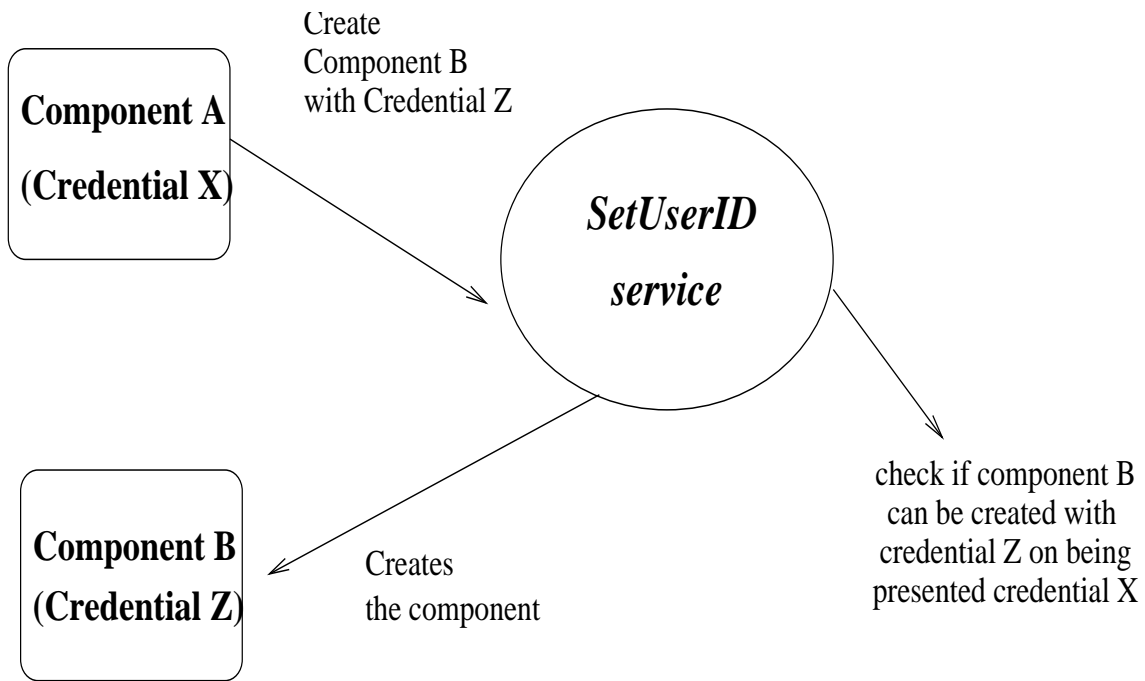 Create
Component B
with Credential Z
Component A
(Credential X)
SetUserID
service
check if component B
can be created with
credential Z on being
presented credential X
Component B
(Credential Z)
Creates
the component